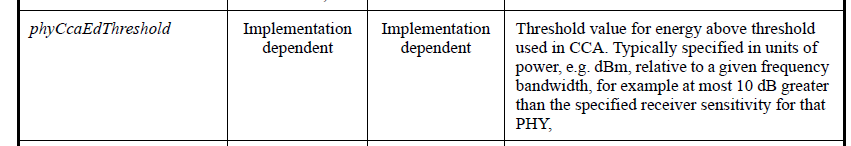 phyCcaEdThreshold
Implementation
dependent
Implementation
dependent
Threshold value for energy above threshold
used in CCA. Typically specified in units of
power, e.g. dBm, relative to a given frequency
bandwidth, for example at most 10 dB greater
than the specified receiver sensitivity for that
PHY,